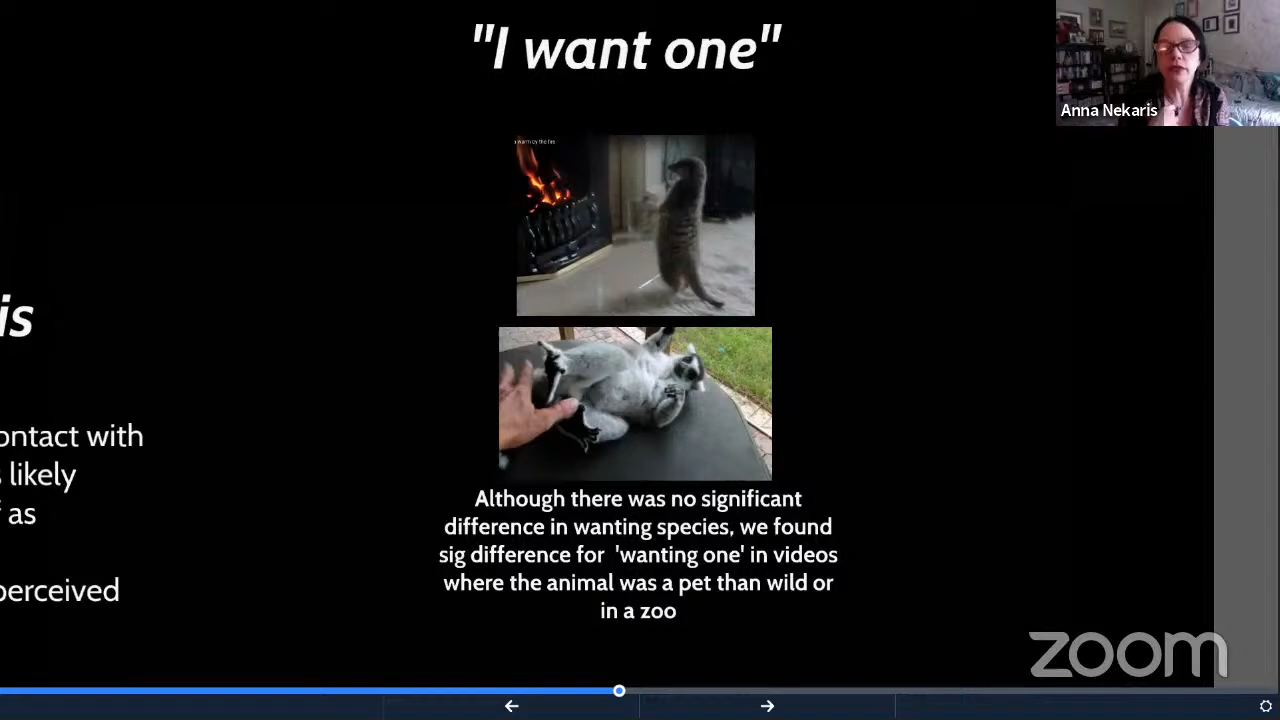 "I want one"
Anna Nekaris
is
ontact with
likely
as
perceived
Although there was no significant
difference in wanting species, we found
sig difference for 'wanting one' in videos
where the animal was a pet than wild or
in a zoo
zoom